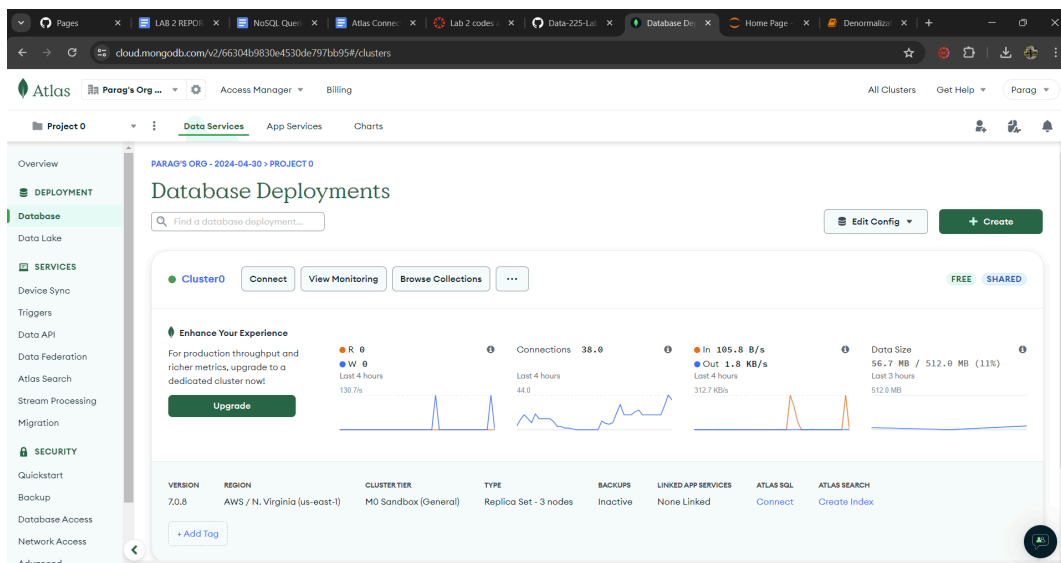 Pages
LAB 2 REPOR
NoSQL Quer
Atlas Connec
Lab 2 codes
Data-225-La
Database De
Home Page -
Denormalizat
cloud.mongodb.com/v2/66304b9830e4530de797bb95#/clusters
Atlas
Parag's Org ...
Access Manager
Billing
All Clusters
Get Help
Parag
Project 0
Data Services
App Services
Charts
Overview
DEPLOYMENT
Database
Data Lake
SERVICES
Device Sync
Triggers
Data API
Data Federation
Atlas Search
Stream Processing
Migration
SECURITY
Quickstart
Backup
Database Access
Network Access
Advanced
PARAG'S ORG - 2024-04-30 > PROJECT 0
Database Deployments
Find a database deployment...
Edit Config
+ Create
Cluster0
Connect
View Monitoring
Browse Collections
...
FREE
SHARED
Enhance Your Experience
For production throughput and
richer metrics, upgrade to a
dedicated cluster now!
Upgrade
R 0
W 0
Last 4 hours
130.7/s
Connections 38.0
Last 4 hours
44.0
In 105.8 B/s
Out 1.8 KB/s
Last 4 hours
312.7 KB/s
Data Size
56.7 MB / 512.0 MB (11%)
Last 3 hours
512.0 MB
VERSION
REGION
CLUSTER TIER
TYPE
BACKUPS
LINKED APP SERVICES
ATLAS SQL
ATLAS SEARCH
7.0.8
AWS / N. Virginia (us-east-1)
M0 Sandbox (General)
Replica Set - 3 nodes
Inactive
None Linked
Connect
Create Index
+ Add Tag